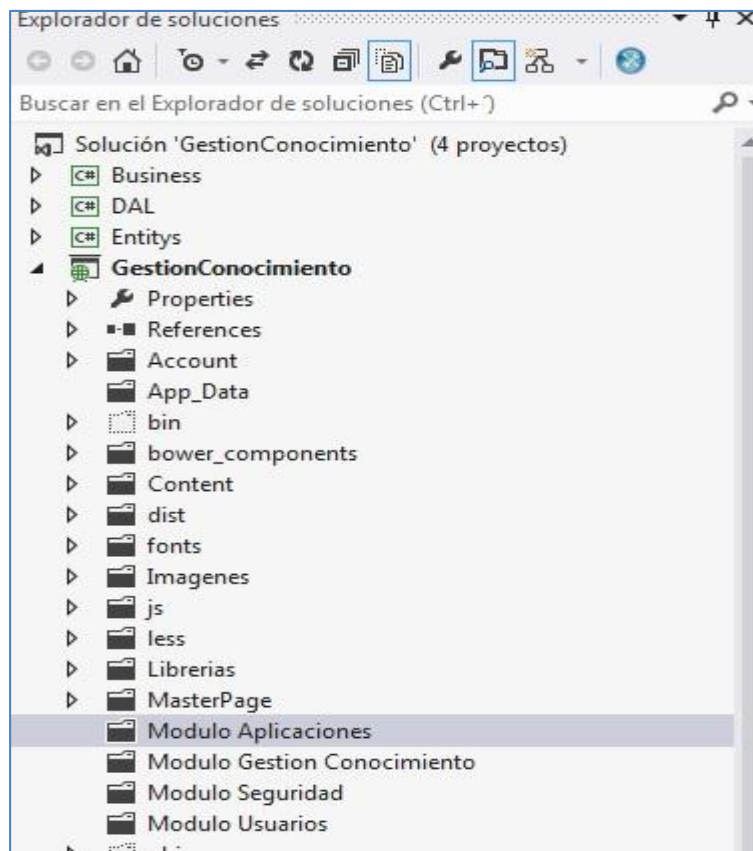 Explorador de soluciones
Buscar en el Explorador de soluciones (Ctrl+´)
Solución 'GestionConocimiento' (4 proyectos)
C# Business
C# DAL
C# Entitys
GestionConocimiento
Properties
References
Account
App_Data
bin
bower_components
Content
dist
fonts
Imagenes
js
less
Librerias
MasterPage
Modulo Aplicaciones
Modulo Gestion Conocimiento
Modulo Seguridad
Modulo Usuarios